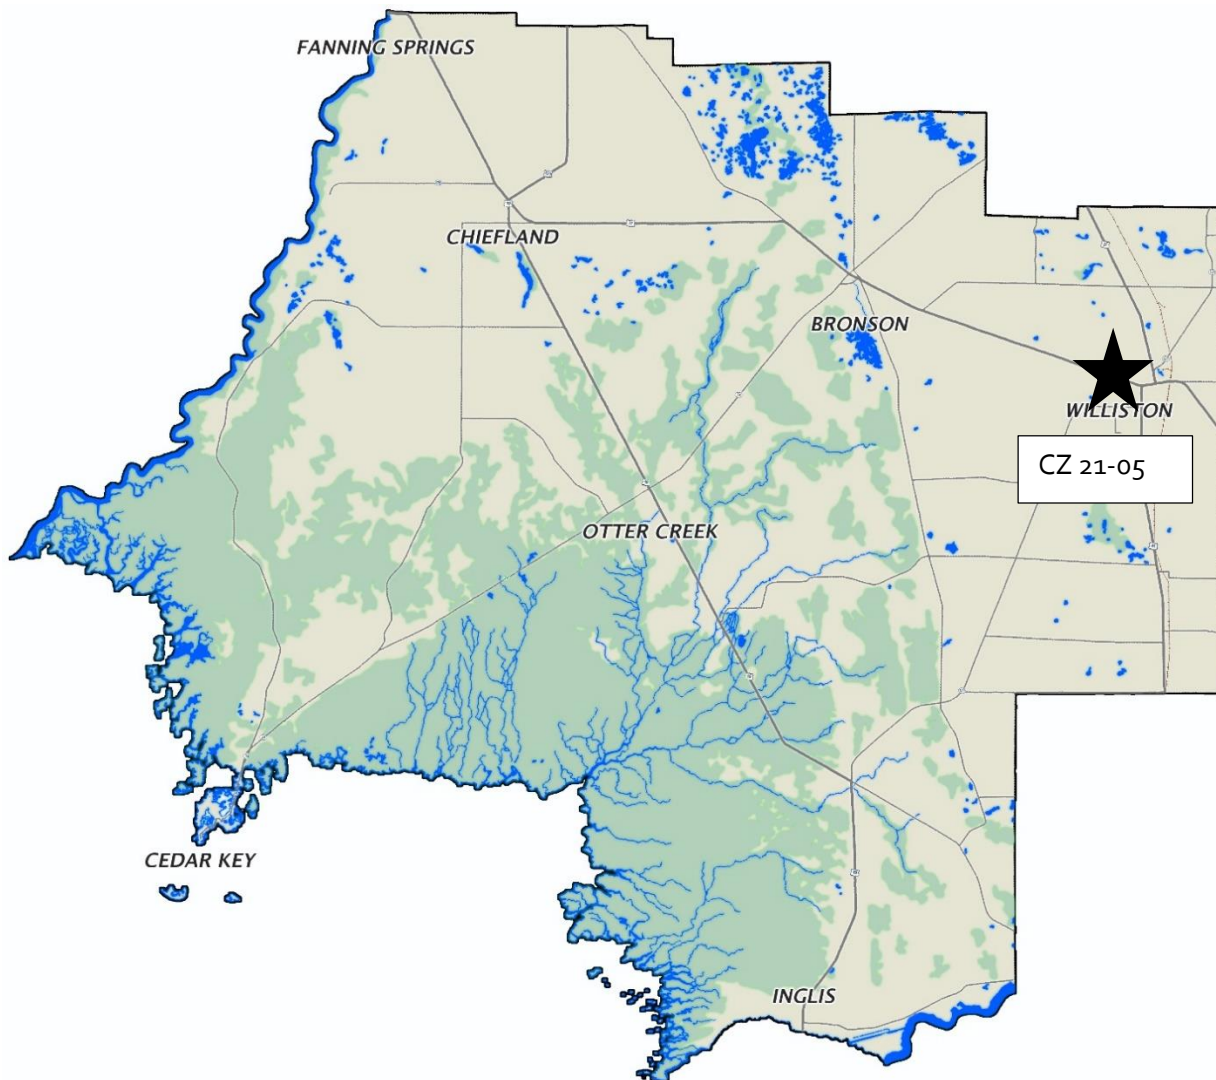 FANNING SPRINGS
CHIEFLAND
BRONSON
WILLISTON
CZ 21-05
OTTER CREEK
CEDAR KEY
INGLIS